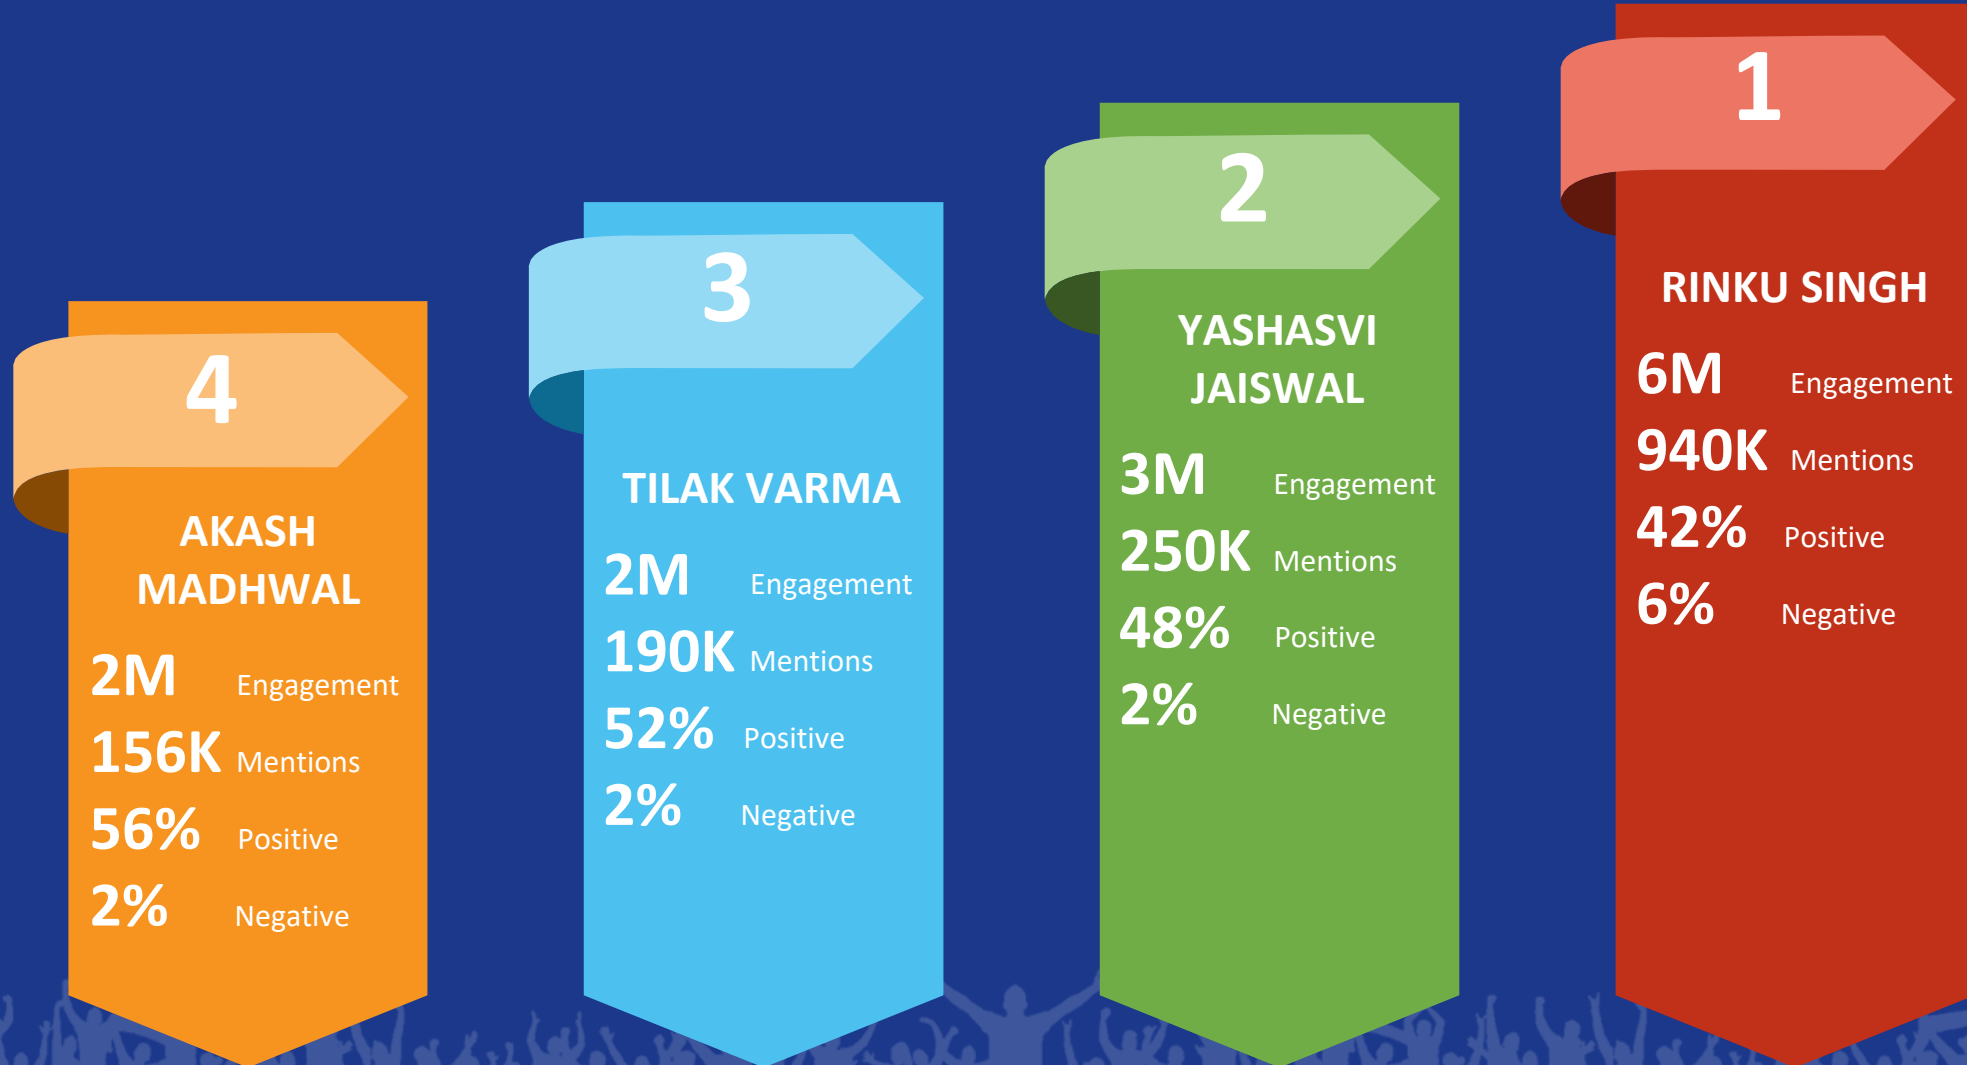 4
AKASH
MADHWAL
2M Engagement
156K Mentions
56% Positive
2% Negative
3
TILAK VARMA
2M Engagement
190K Mentions
52% Positive
2% Negative
2
YASHASVI
JAISWAL
3M Engagement
250K Mentions
48% Positive
2% Negative
1
RINKU SINGH
6M Engagement
940K Mentions
42% Positive
6% Negative